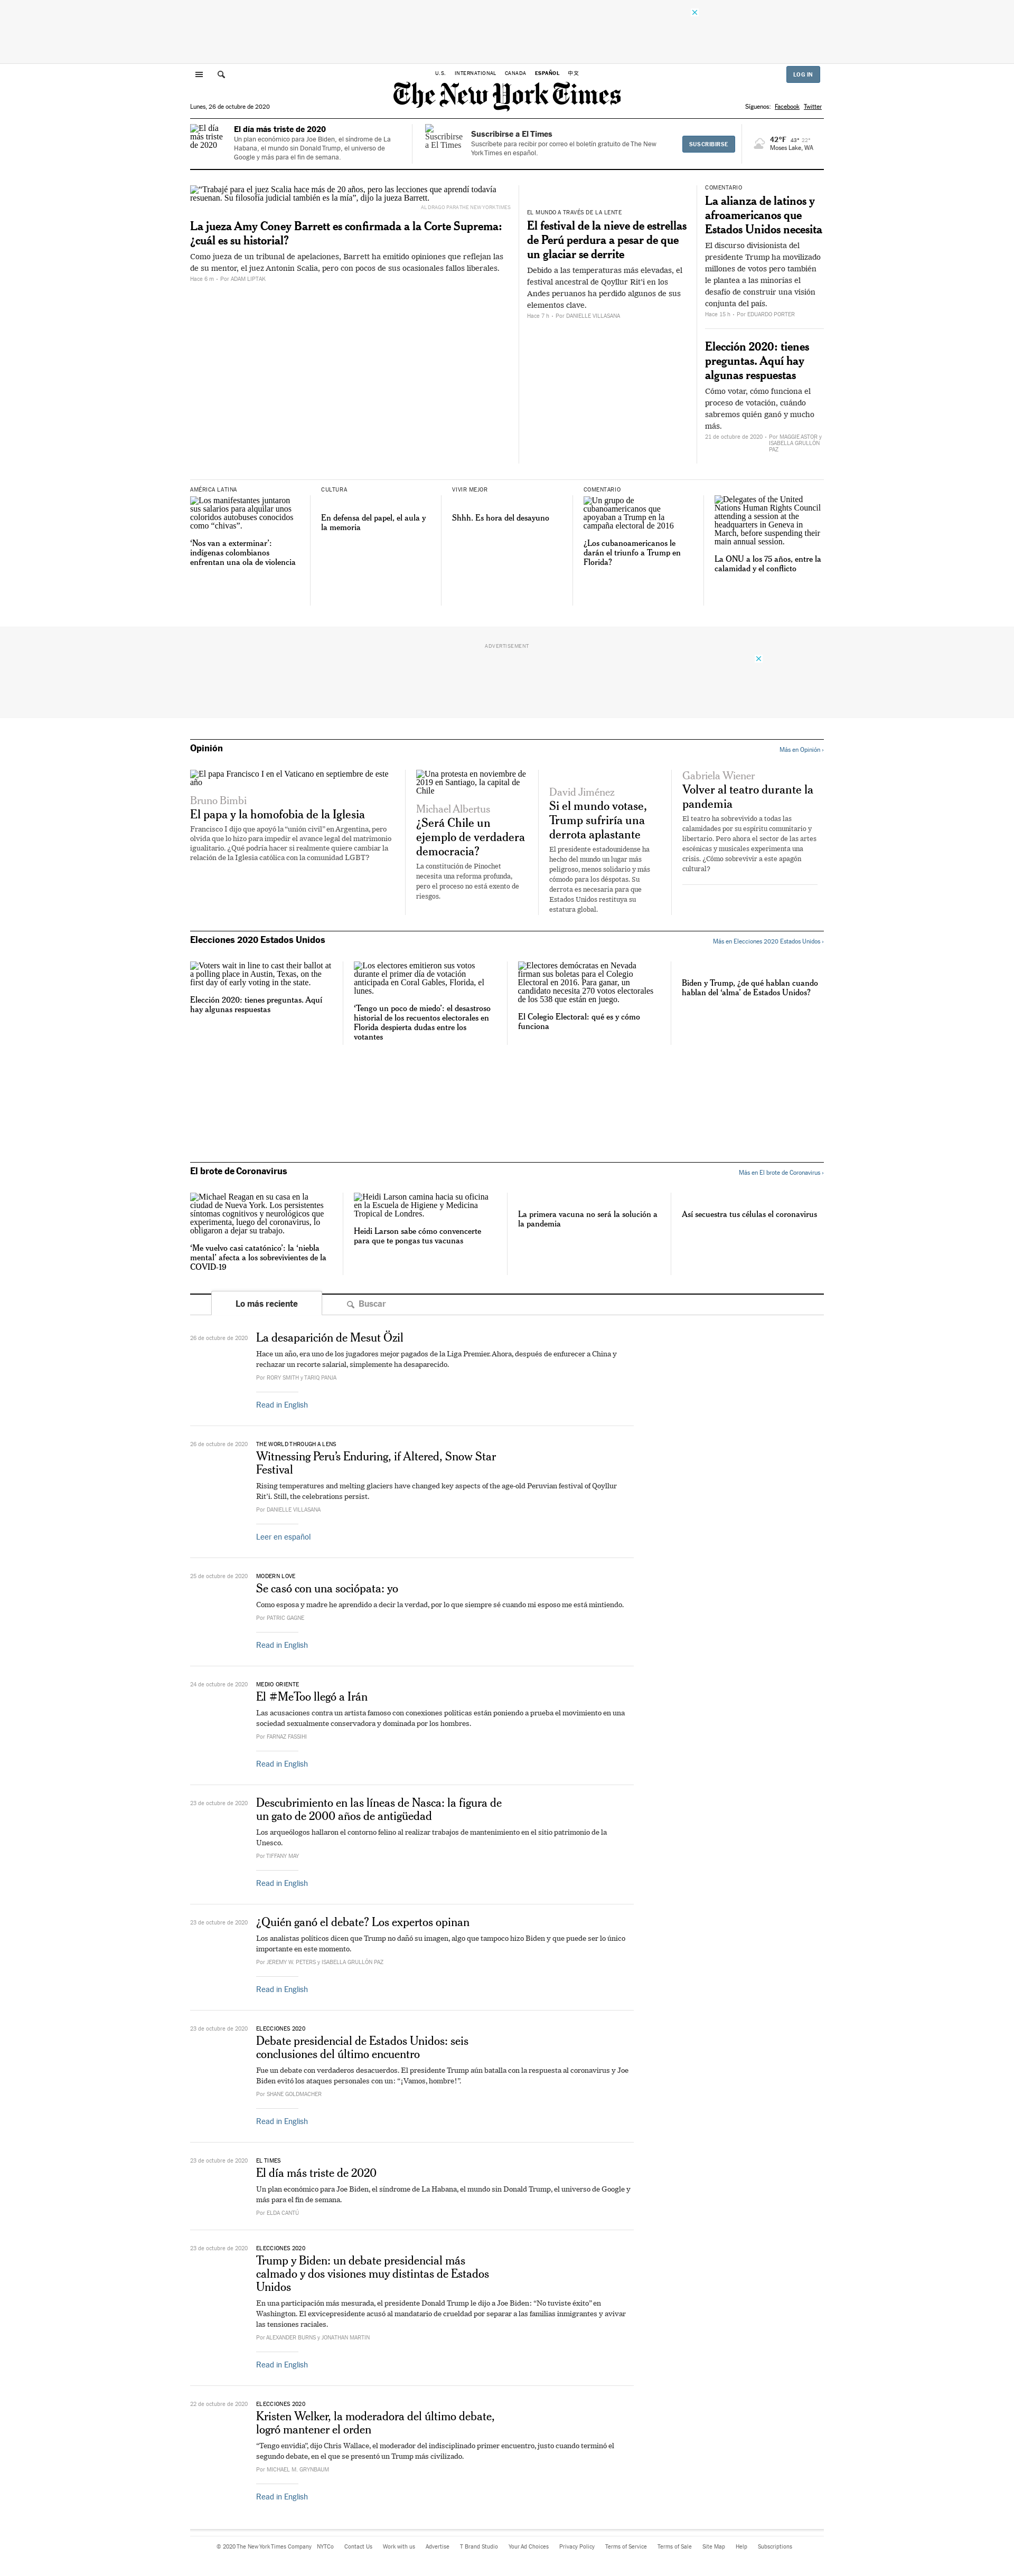 U.S.
INTERNATIONAL
CANADA
ESPAÑOL
中文
LOG IN
The New York Times
Lunes, 26 de octubre de 2020
Síguenos: Facebook Twitter
El día
más triste
de 2020
El día más triste de 2020
Un plan económico para Joe Biden, el síndrome de La
Habana, el mundo sin Donald Trump, el universo de
Google y más para el fin de semana.
Suscribirse
a El Times
Suscribirse a El Times
Suscríbete para recibir por correo el boletín gratuito de The New
York Times en español.
SUSCRIBIRSE
42°F 43° 22°
Moses Lake, WA
“Trabajé para el juez Scalia hace más de 20 años, pero las lecciones que aprendí todavía
resuenan. Su filosofía judicial también es la mía”, dijo la jueza Barrett.
AL DRAGO PARA THE NEW YORK TIMES
La jueza Amy Coney Barrett es confirmada a la Corte Suprema:
¿cuál es su historial?
Como jueza de un tribunal de apelaciones, Barrett ha emitido opiniones que reflejan las
de su mentor, el juez Antonin Scalia, pero con pocos de sus ocasionales fallos liberales.
Hace 6 m • Por ADAM LIPTAK
EL MUNDO A TRAVÉS DE LA LENTE
El festival de la nieve de estrellas
de Perú perdura a pesar de que
un glaciar se derrite
Debido a las temperaturas más elevadas, el
festival ancestral de Qoyllur Rit’i en los
Andes peruanos ha perdido algunos de sus
elementos clave.
Hace 7 h • Por DANIELLE VILLASANA
COMENTARIO
La alianza de latinos y
afroamericanos que
Estados Unidos necesita
El discurso divisionista del
presidente Trump ha movilizado
millones de votos pero también
le plantea a las minorías el
desafío de construir una visión
conjunta del país.
Hace 15 h • Por EDUARDO PORTER
Elección 2020: tienes
preguntas. Aquí hay
algunas respuestas
Cómo votar, cómo funciona el
proceso de votación, cuándo
sabremos quién ganó y mucho
más.
21 de octubre de 2020 • Por MAGGIE ASTOR y
ISABELLA GRULLÓN
PAZ
AMÉRICA LATINA
Los manifestantes juntaron
sus salarios para alquilar unos
coloridos autobuses conocidos
como “chivas”.
‘Nos van a exterminar’:
indígenas colombianos
enfrentan una ola de violencia
CULTURA
En defensa del papel, el aula y
la memoria
VIVIR MEJOR
Shhh. Es hora del desayuno
COMENTARIO
Un grupo de
cubanoamericanos que
apoyaban a Trump en la
campaña electoral de 2016
¿Los cubanoamericanos le
darán el triunfo a Trump en
Florida?
Delegates of the United
Nations Human Rights Council
attending a session at the
headquarters in Geneva in
March, before suspending their
main annual session.
La ONU a los 75 años, entre la
calamidad y el conflicto
ADVERTISEMENT
Opinión
Más en Opinión ›
El papa Francisco I en el Vaticano en septiembre de este
año
Bruno Bimbi
El papa y la homofobia de la Iglesia
Francisco I dijo que apoyó la “unión civil” en Argentina, pero
olvida que lo hizo para impedir el avance legal del matrimonio
igualitario. ¿Qué podría hacer si realmente quiere cambiar la
relación de la Iglesia católica con la comunidad LGBT?
Una protesta en noviembre de
2019 en Santiago, la capital de
Chile
Michael Albertus
¿Será Chile un
ejemplo de verdadera
democracia?
La constitución de Pinochet
necesita una reforma profunda,
pero el proceso no está exento de
riesgos.
David Jiménez
Si el mundo votase,
Trump sufriría una
derrota aplastante
El presidente estadounidense ha
hecho del mundo un lugar más
peligroso, menos solidario y más
cómodo para los déspotas. Su
derrota es necesaria para que
Estados Unidos restituya su
estatura global.
Gabriela Wiener
Volver al teatro durante la
pandemia
El teatro ha sobrevivido a todas las
calamidades por su espíritu comunitario y
libertario. Pero ahora el sector de las artes
escénicas y musicales experimenta una
crisis. ¿Cómo sobrevivir a este apagón
cultural?
Elecciones 2020 Estados Unidos
Más en Elecciones 2020 Estados Unidos ›
Voters wait in line to cast their ballot at
a polling place in Austin, Texas, on the
first day of early voting in the state.
Elección 2020: tienes preguntas. Aquí
hay algunas respuestas
Los electores emitieron sus votos
durante el primer día de votación
anticipada en Coral Gables, Florida, el
lunes.
‘Tengo un poco de miedo’: el desastroso
historial de los recuentos electorales en
Florida despierta dudas entre los
votantes
Electores demócratas en Nevada
firman sus boletas para el Colegio
Electoral en 2016. Para ganar, un
candidato necesita 270 votos electorales
de los 538 que están en juego.
El Colegio Electoral: qué es y cómo
funciona
Biden y Trump, ¿de qué hablan cuando
hablan del ‘alma’ de Estados Unidos?
El brote de Coronavirus
Más en El brote de Coronavirus ›
Michael Reagan en su casa en la
ciudad de Nueva York. Los persistentes
síntomas cognitivos y neurológicos que
experimenta, luego del coronavirus, lo
obligaron a dejar su trabajo.
‘Me vuelvo casi catatónico’: la ‘niebla
mental’ afecta a los sobrevivientes de la
COVID-19
Heidi Larson camina hacia su oficina
en la Escuela de Higiene y Medicina
Tropical de Londres.
Heidi Larson sabe cómo convencerte
para que te pongas tus vacunas
La primera vacuna no será la solución a
la pandemia
Así secuestra tus células el coronavirus
Lo más reciente
Buscar
26 de octubre de 2020
La desaparición de Mesut Özil
Hace un año, era uno de los jugadores mejor pagados de la Liga Premier. Ahora, después de enfurecer a China y
rechazar un recorte salarial, simplemente ha desaparecido.
Por RORY SMITH y TARIQ PANJA
Read in English
26 de octubre de 2020
THE WORLD THROUGH A LENS
Witnessing Peru’s Enduring, if Altered, Snow Star
Festival
Rising temperatures and melting glaciers have changed key aspects of the age-old Peruvian festival of Qoyllur
Rit’i. Still, the celebrations persist.
Por DANIELLE VILLASANA
Leer en español
25 de octubre de 2020
MODERN LOVE
Se casó con una sociópata: yo
Como esposa y madre he aprendido a decir la verdad, por lo que siempre sé cuando mi esposo me está mintiendo.
Por PATRIC GAGNE
Read in English
24 de octubre de 2020
MEDIO ORIENTE
El #MeToo llegó a Irán
Las acusaciones contra un artista famoso con conexiones políticas están poniendo a prueba el movimiento en una
sociedad sexualmente conservadora y dominada por los hombres.
Por FARNAZ FASSIHI
Read in English
23 de octubre de 2020
Descubrimiento en las líneas de Nasca: la figura de
un gato de 2000 años de antigüedad
Los arqueólogos hallaron el contorno felino al realizar trabajos de mantenimiento en el sitio patrimonio de la
Unesco.
Por TIFFANY MAY
Read in English
23 de octubre de 2020
¿Quién ganó el debate? Los expertos opinan
Los analistas políticos dicen que Trump no dañó su imagen, algo que tampoco hizo Biden y que puede ser lo único
importante en este momento.
Por JEREMY W. PETERS y ISABELLA GRULLÓN PAZ
Read in English
23 de octubre de 2020
ELECCIONES 2020
Debate presidencial de Estados Unidos: seis
conclusiones del último encuentro
Fue un debate con verdaderos desacuerdos. El presidente Trump aún batalla con la respuesta al coronavirus y Joe
Biden evitó los ataques personales con un: “¡Vamos, hombre!”.
Por SHANE GOLDMACHER
Read in English
23 de octubre de 2020
EL TIMES
El día más triste de 2020
Un plan económico para Joe Biden, el síndrome de La Habana, el mundo sin Donald Trump, el universo de Google y
más para el fin de semana.
Por ELDA CANTÚ
23 de octubre de 2020
ELECCIONES 2020
Trump y Biden: un debate presidencial más
calmado y dos visiones muy distintas de Estados
Unidos
En una participación más mesurada, el presidente Donald Trump le dijo a Joe Biden: “No tuviste éxito” en
Washington. El exvicepresidente acusó al mandatario de crueldad por separar a las familias inmigrantes y avivar
las tensiones raciales.
Por ALEXANDER BURNS y JONATHAN MARTIN
Read in English
22 de octubre de 2020
ELECCIONES 2020
Kristen Welker, la moderadora del último debate,
logró mantener el orden
“Tengo envidia”, dijo Chris Wallace, el moderador del indisciplinado primer encuentro, justo cuando terminó el
segundo debate, en el que se presentó un Trump más civilizado.
Por MICHAEL M. GRYNBAUM
Read in English
© 2020 The New York Times Company NYTCo Contact Us Work with us Advertise T Brand Studio Your Ad Choices Privacy Policy Terms of Service Terms of Sale Site Map Help Subscriptions